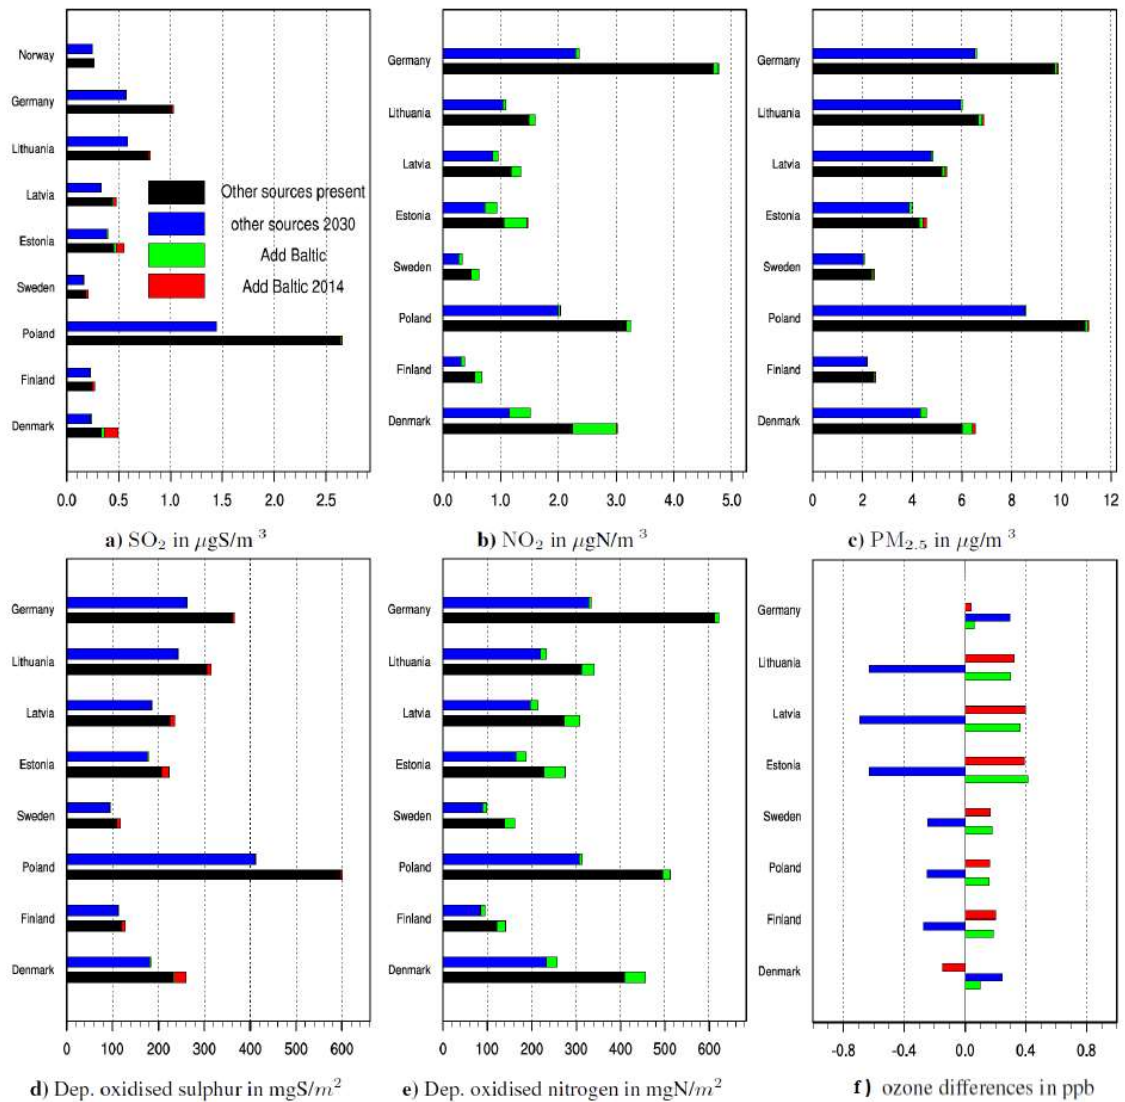 Norway
Germany
Lithuania
Latvia
Estonia
Sweden
Poland
Finland
Denmark
Other sources present
other sources 2030
Add Baltic
Add Baltic 2014
0.0 0.5 1.0 1.5 2.0 2.5
a) SO2 in μgS/m3
Germany
Lithuania
Latvia
Estonia
Sweden
Poland
Finland
Denmark
0.0 1.0 2.0 3.0 4.0 5.0
b) NO2 in μgN/m3
Germany
Lithuania
Latvia
Estonia
Sweden
Poland
Finland
Denmark
0 2 4 6 8 10 12
c) PM2.5 in μg/m3
Germany
Lithuania
Latvia
Estonia
Sweden
Poland
Finland
Denmark
0 100 200 300 400 500 600
d) Dep. oxidised sulphur in mgS/m2
Germany
Lithuania
Latvia
Estonia
Sweden
Poland
Finland
Denmark
0 100 200 300 400 500 600
e) Dep. oxidised nitrogen in mgN/m2
Germany
Lithuania
Latvia
Estonia
Sweden
Poland
Finland
Denmark
-0.8 -0.4 0.0 0.4 0.8
f) ozone differences in ppb